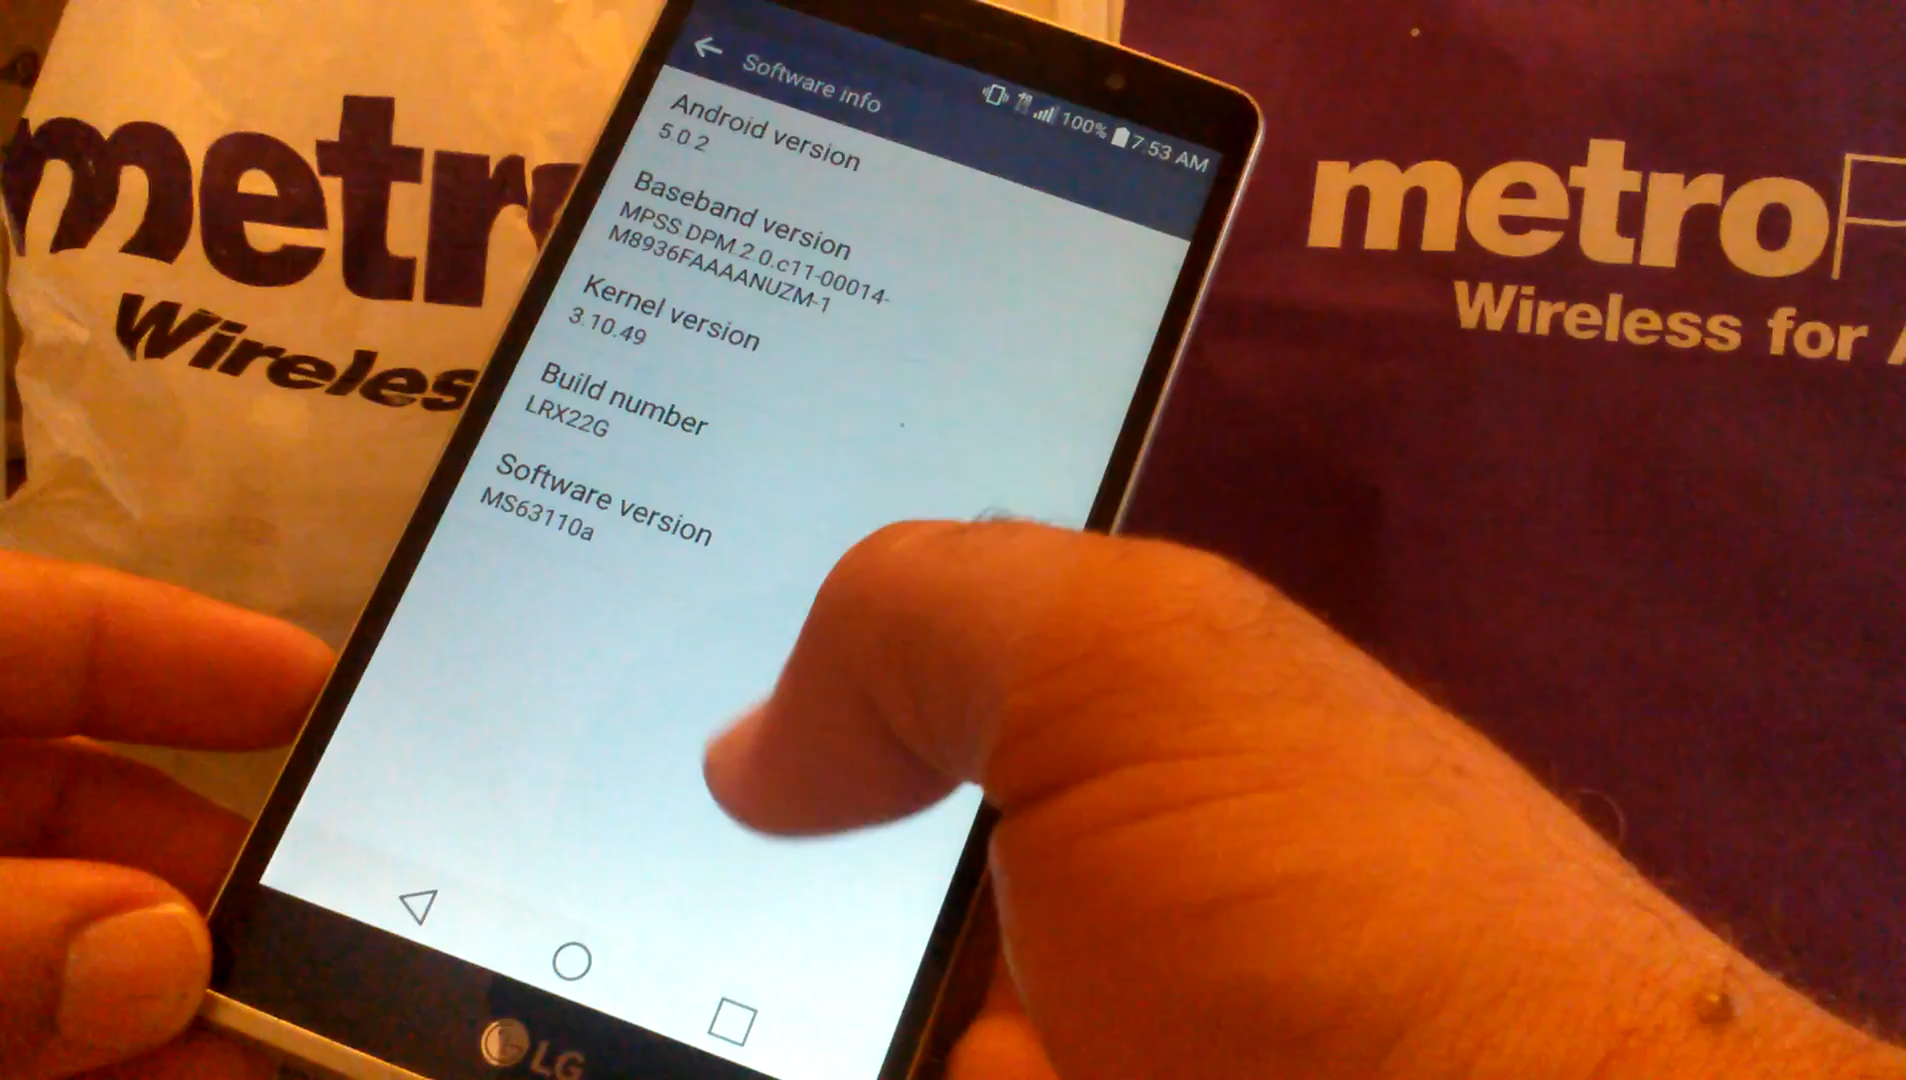 metr
Wireles
Software info
100% 7:53 AM
Android version
5.0.2
Baseband version
MPSS.DPM.2.0.c11-00014-
M8936FAAAANUZM-1
Kernel version
3.10.49
Build number
LRX22G
Software version
MS63110a
LG
metroP
Wireless for A